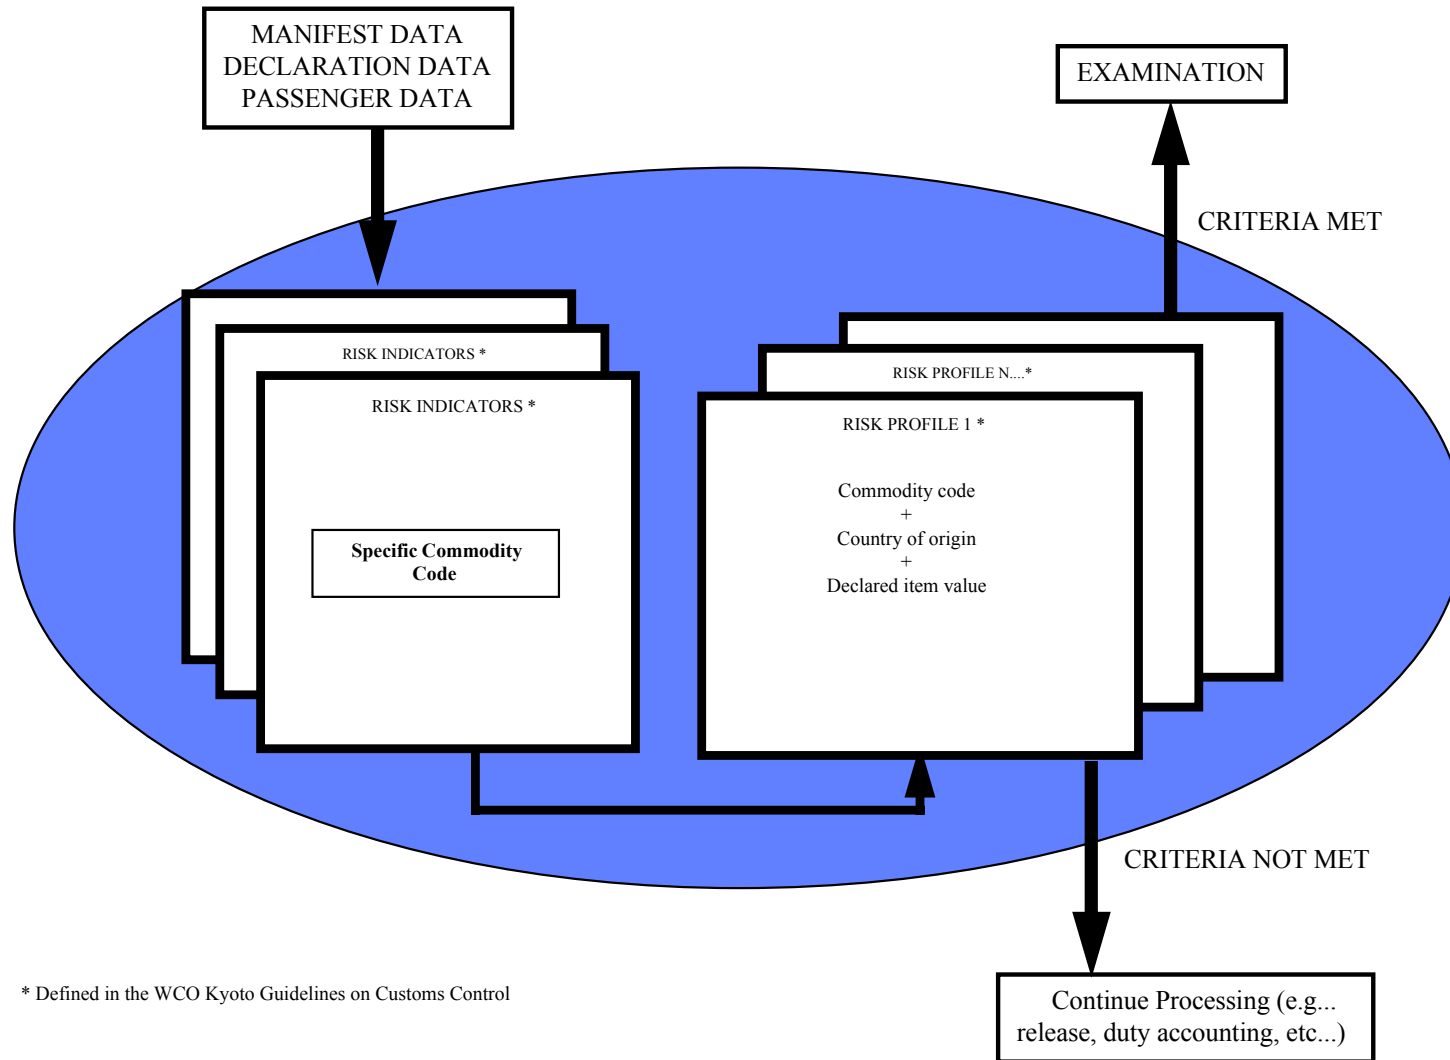 MANIFEST DATA
DECLARATION DATA
PASSENGER DATA
EXAMINATION
CRITERIA MET
RISK INDICATORS *
RISK INDICATORS *
Specific Commodity
Code
RISK PROFILE N....*
RISK PROFILE 1 *
Commodity code
+
Country of origin
+
Declared item value
CRITERIA NOT MET
* Defined in the WCO Kyoto Guidelines on Customs Control
Continue Processing (e.g...
release, duty accounting, etc...)